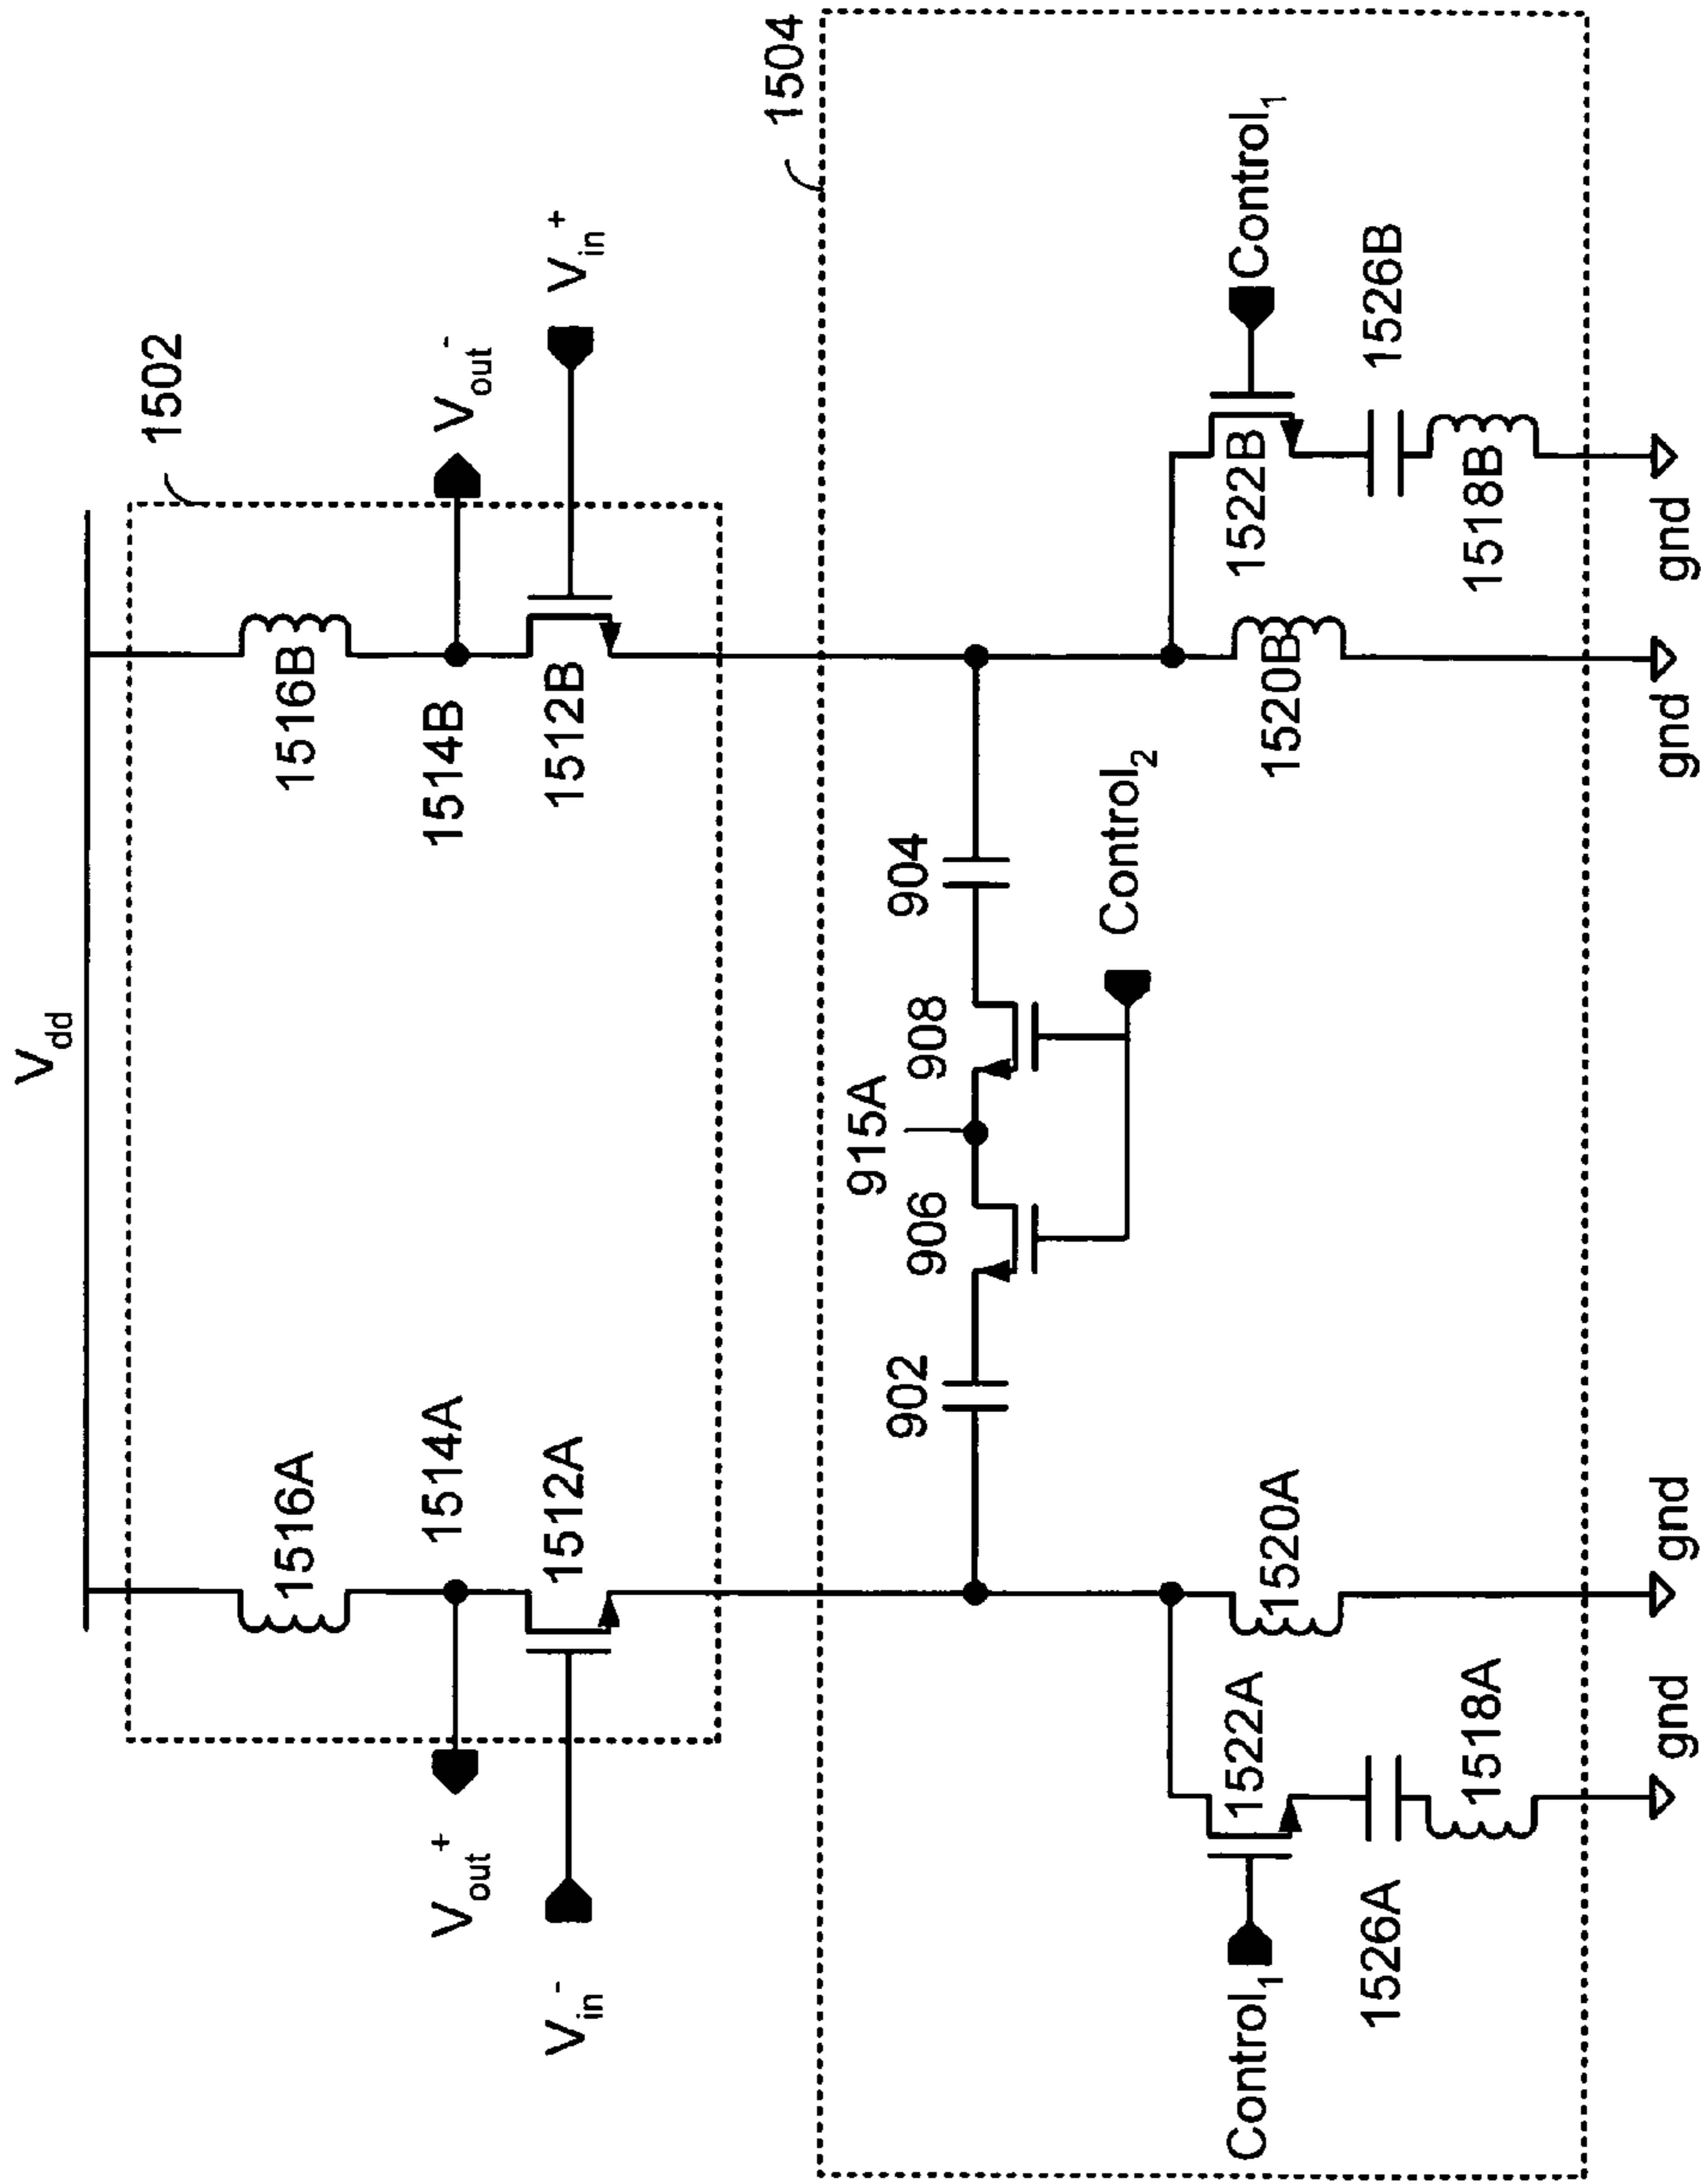 V_dd
1502
1516A
1516B
V_out^+
1514A
1514B
V_out^-
V_in^-
1512A
1512B
V_in^+
1504
902
906
915A
908
904
Control_2
Control_1
1522A
1520A
1520B
1522B
Control_1
1526A
1518A
1518B
1526B
gnd
gnd
gnd
gnd